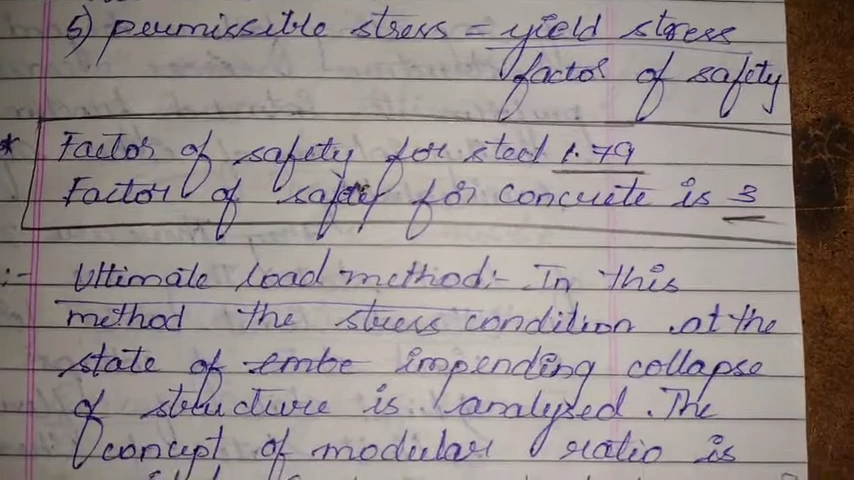 5) permissible stress = yield stress
factor of safety
* Factor of safety for steel 1.79
Factor of safety for concrete is 3
:- Ultimate load method:- In this
method the stress condition at the
state of embe impending collapse
of structure is analysed. The
concept of modular ratio is